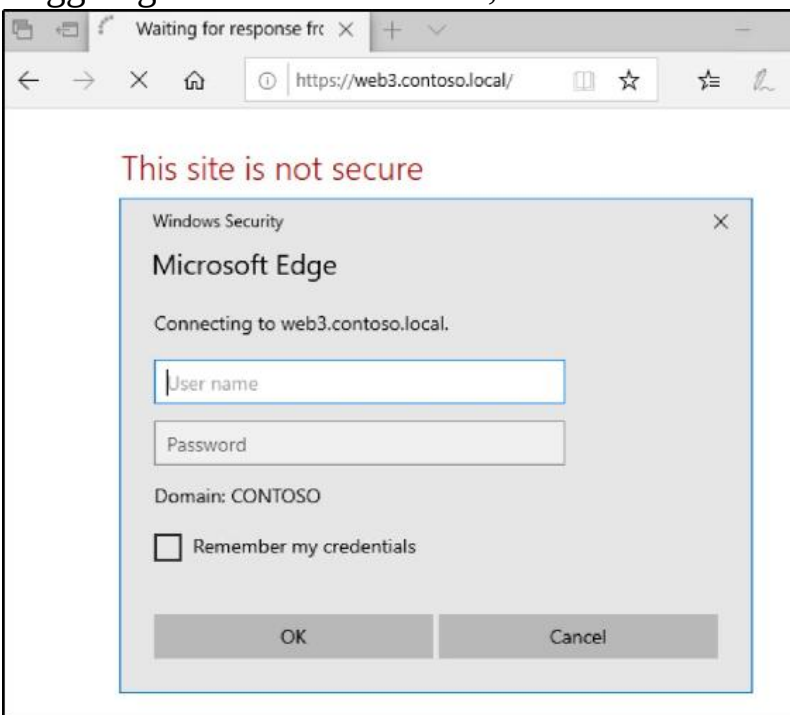 Waiting for response frc
https://web3.contoso.local/
This site is not secure
Windows Security
Microsoft Edge
Connecting to web3.contoso.local.
User name
Password
Domain: CONTOSO
Remember my credentials
OK
Cancel